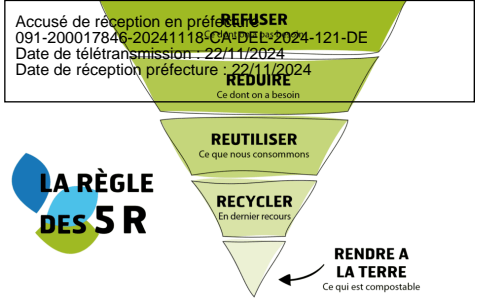 Accusé de réception en préfecture
091-200017846-20241118-CA-DEL-2024-121-DE
Date de télétransmission : 22/11/2024
Date de réception préfecture : 22/11/2024
REFUSER
REDUIRE
Ce dont on a besoin
REUTILISER
Ce que nous consommons
RECYCLER
En dernier recours
LA RÈGLE
DES 5 R
RENDRE A
LA TERRE
Ce qui est compostable